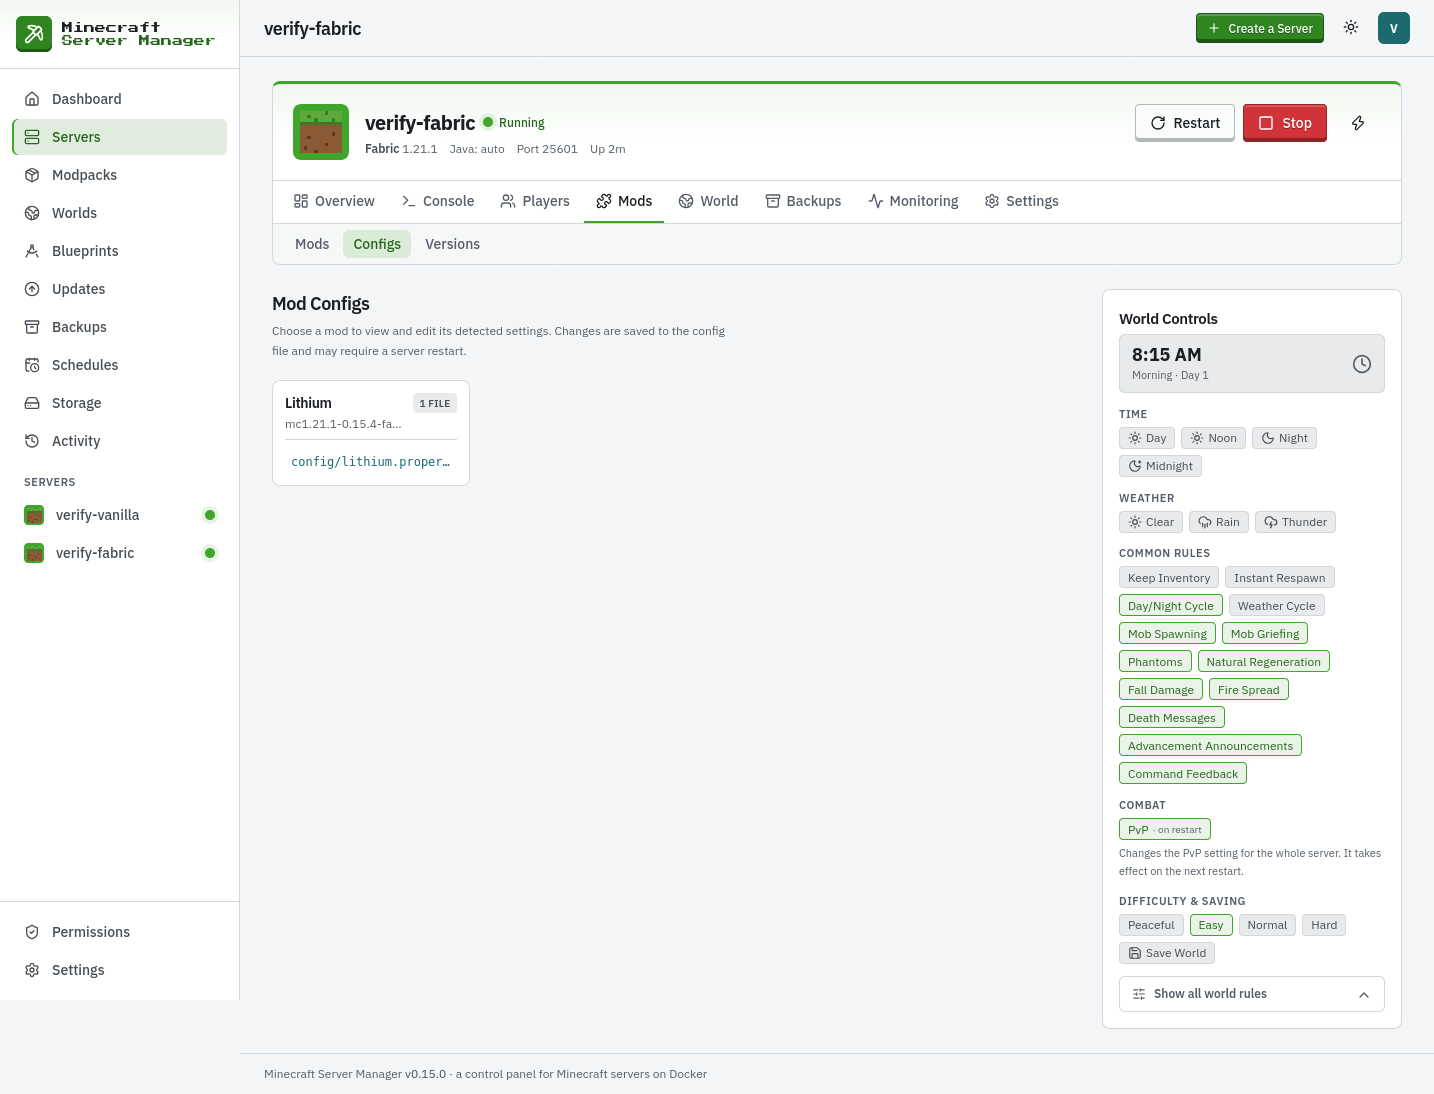 Minecraft
Server Manager
Dashboard
Servers
Modpacks
Worlds
Blueprints
Updates
Backups
Schedules
Storage
Activity
SERVERS
verify-vanilla
verify-fabric
Permissions
Settings
verify-fabric
Create a Server
V
verify-fabric Running
Fabric 1.21.1 Java: auto Port 25601 Up 2m
Restart
Stop
Overview Console Players Mods World Backups Monitoring Settings
Mods Configs Versions
Mod Configs
Choose a mod to view and edit its detected settings. Changes are saved to the config
file and may require a server restart.
Lithium 1 FILE
mc1.21.1-0.15.4-fa...
config/lithium.proper…
World Controls
8:15 AM
Morning · Day 1
TIME
Day Noon Night
Midnight
WEATHER
Clear Rain Thunder
COMMON RULES
Keep Inventory Instant Respawn
Day/Night Cycle Weather Cycle
Mob Spawning Mob Griefing
Phantoms Natural Regeneration
Fall Damage Fire Spread
Death Messages
Advancement Announcements
Command Feedback
COMBAT
PvP · on restart
Changes the PvP setting for the whole server. It takes
effect on the next restart.
DIFFICULTY & SAVING
Peaceful Easy Normal Hard
Save World
Show all world rules
Minecraft Server Manager v0.15.0 · a control panel for Minecraft servers on Docker